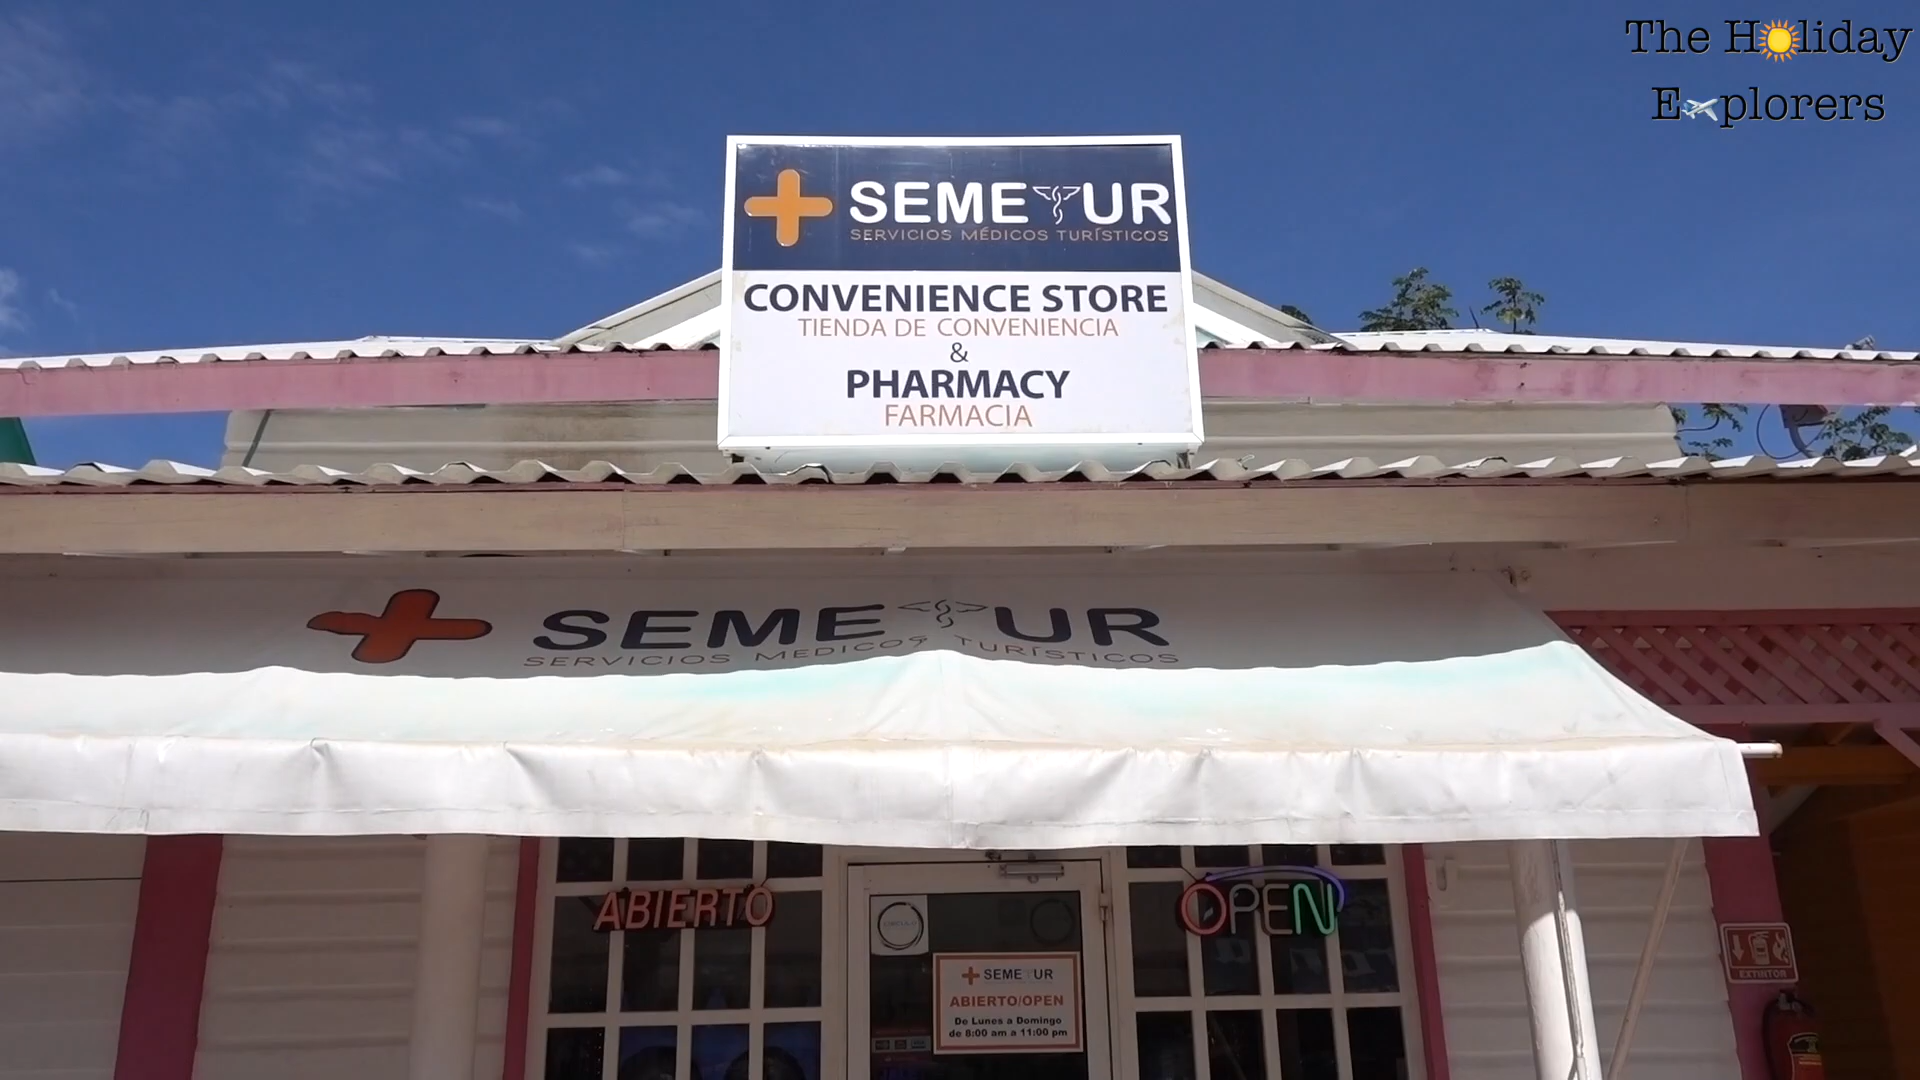 The Holiday
Explorers
SEMETUR
SERVICIOS MÉDICOS TURÍSTICOS
CONVENIENCE STORE
TIENDA DE CONVENIENCIA
&
PHARMACY
FARMACIA
SEMETUR
SERVICIOS MÉDICOS TURÍSTICOS
ABIERTO
OPEN
SEMETUR
ABIERTO/OPEN
De Lunes a Domingo
de 8:00 am a 11:00 pm
EXTINTOR